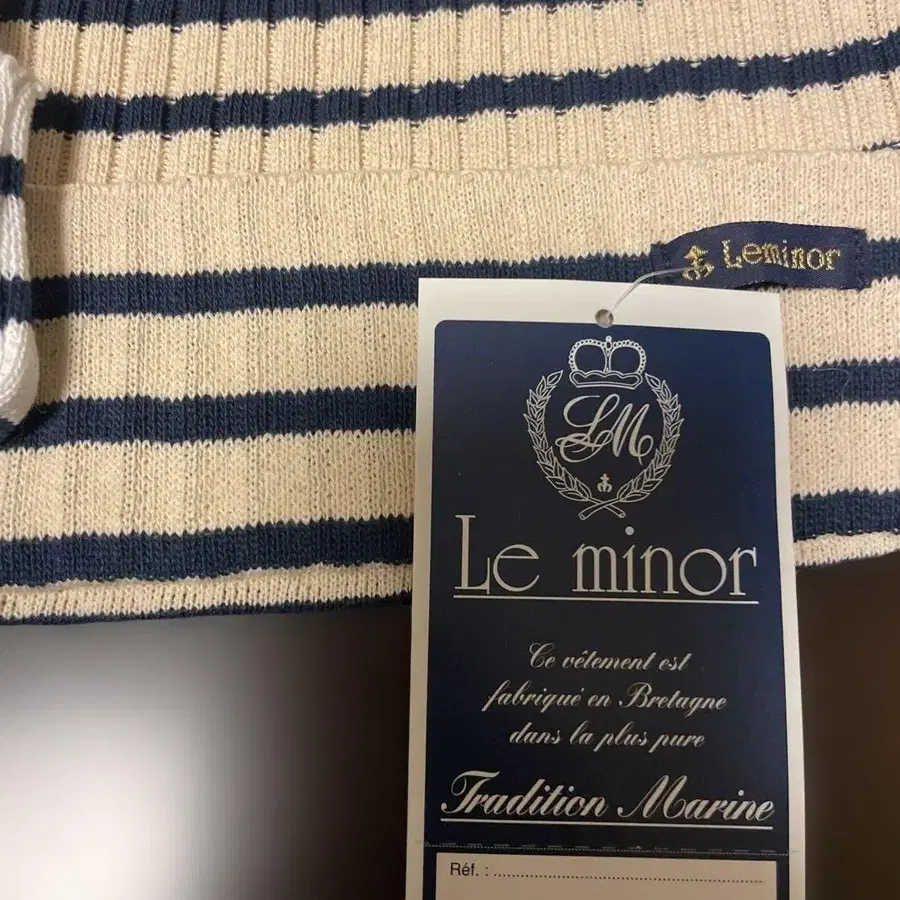 Leminor
LM
Le minor
Ce vêtement est
fabriqué en Bretagne
dans la plus pure
Tradition Marine
Réf. : ........................................